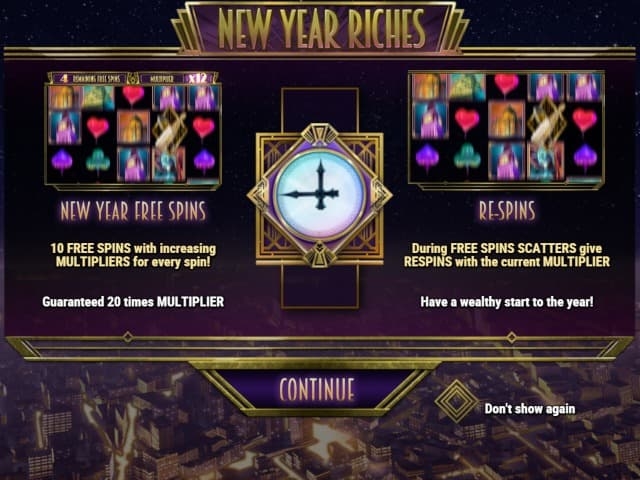 NEW YEAR RICHES
4 REMAINING FREE SPINS MULTIPLIER x12
NEW YEAR FREE SPINS
10 FREE SPINS with increasing
MULTIPLIERS for every spin!
Guaranteed 20 times MULTIPLIER
RE-SPINS
During FREE SPINS SCATTERS give
RESPINS with the current MULTIPLIER
Have a wealthy start to the year!
CONTINUE
Don't show again